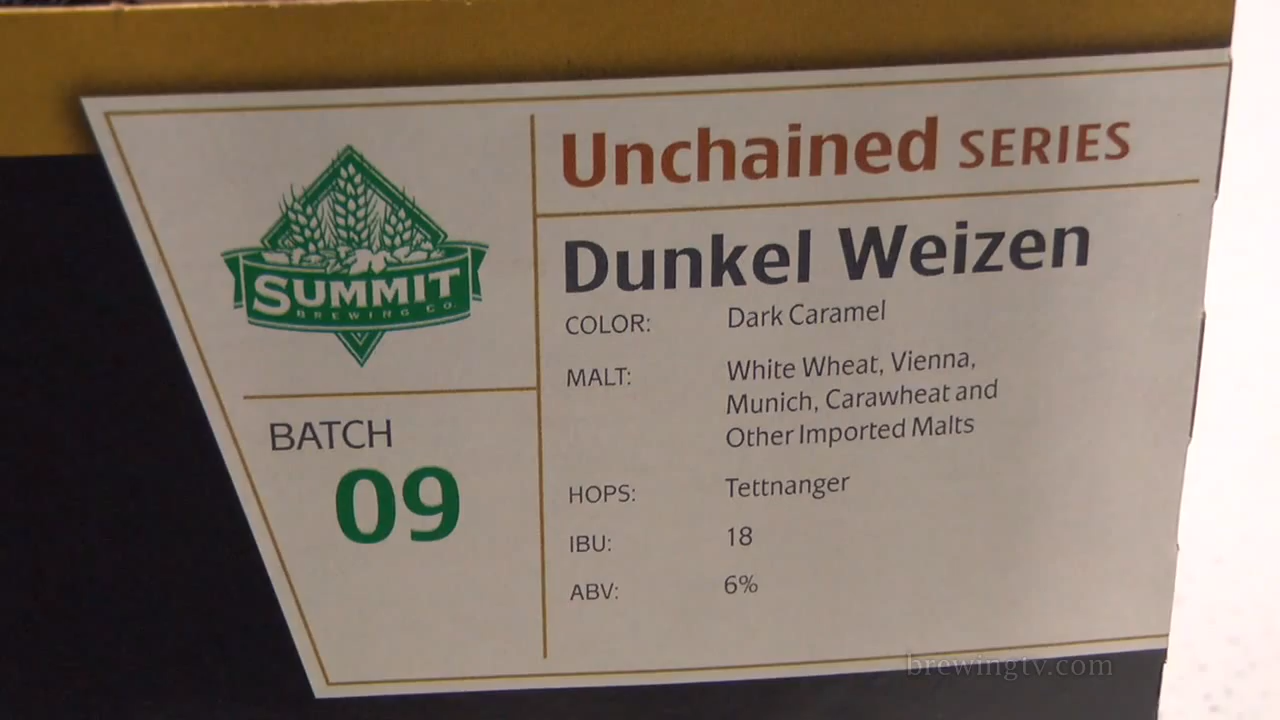 Unchained SERIES
SUMMIT
BREWING CO.
BATCH
09
Dunkel Weizen
COLOR: Dark Caramel
MALT: White Wheat, Vienna,
Munich, Carawheat and
Other Imported Malts
HOPS: Tettnanger
IBU: 18
ABV: 6%
brewingtv.com